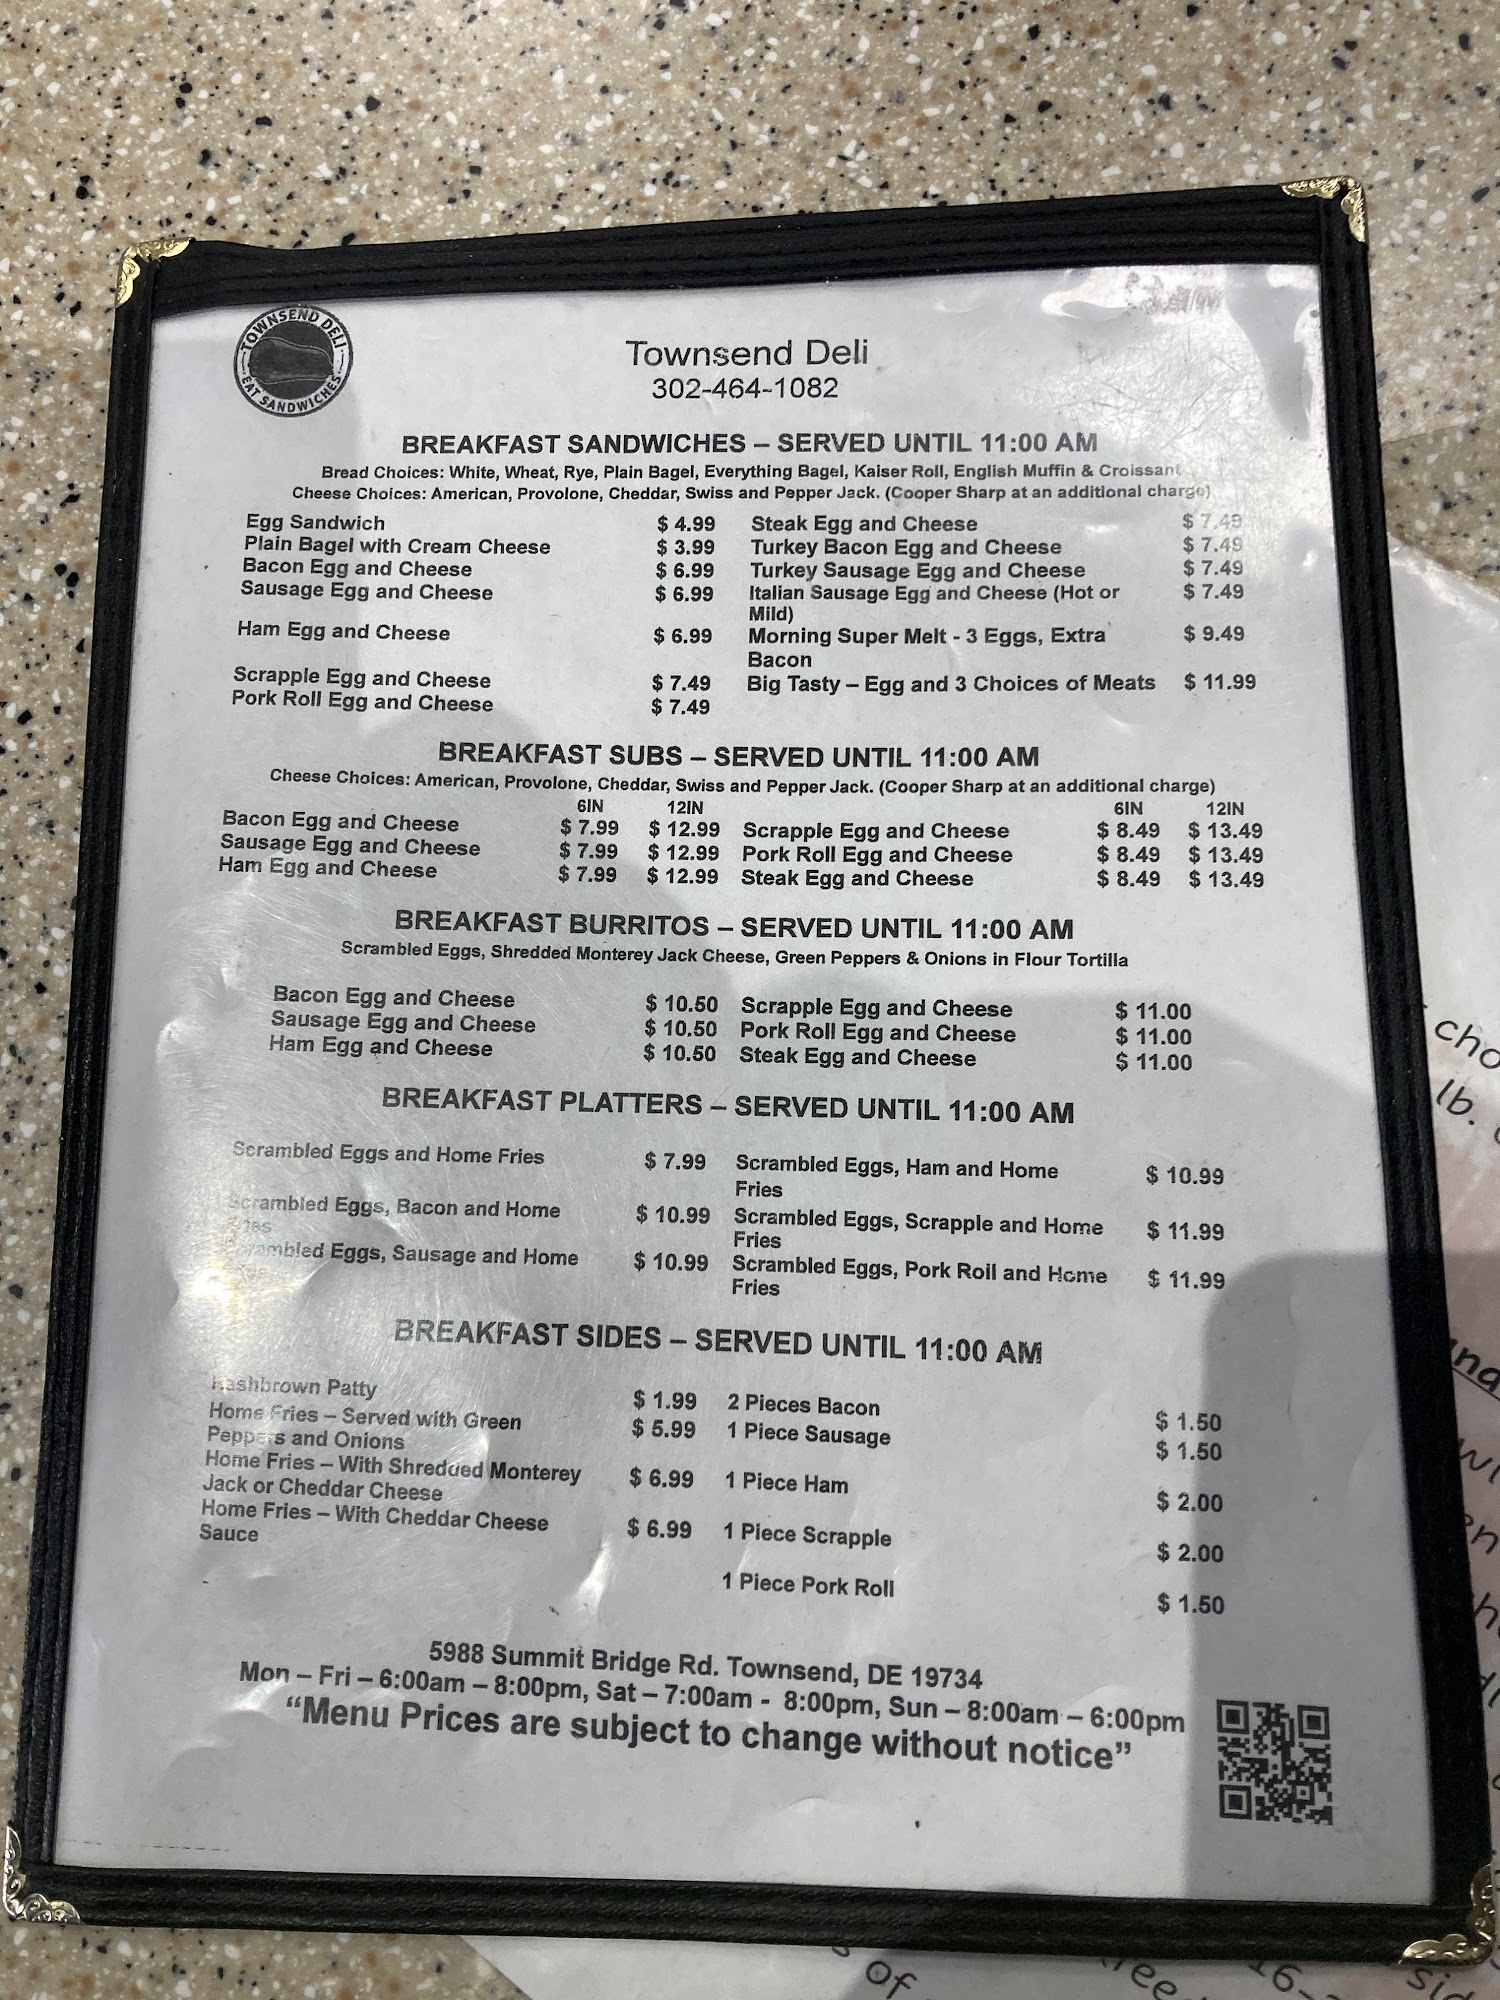 TOWNSEND DELI
EAT SANDWICHES
Townsend Deli
302-464-1082
BREAKFAST SANDWICHES – SERVED UNTIL 11:00 AM
Bread Choices: White, Wheat, Rye, Plain Bagel, Everything Bagel, Kaiser Roll, English Muffin & Croissant
Cheese Choices: American, Provolone, Cheddar, Swiss and Pepper Jack. (Cooper Sharp at an additional charge)
Egg Sandwich $ 4.99 Steak Egg and Cheese $ 7.49
Plain Bagel with Cream Cheese $ 3.99 Turkey Bacon Egg and Cheese $ 7.49
Bacon Egg and Cheese $ 6.99 Turkey Sausage Egg and Cheese $ 7.49
Sausage Egg and Cheese $ 6.99 Italian Sausage Egg and Cheese (Hot or $ 7.49
Mild)
Ham Egg and Cheese $ 6.99 Morning Super Melt - 3 Eggs, Extra $ 9.49
Bacon
Scrapple Egg and Cheese $ 7.49 Big Tasty – Egg and 3 Choices of Meats $ 11.99
Pork Roll Egg and Cheese $ 7.49
BREAKFAST SUBS – SERVED UNTIL 11:00 AM
Cheese Choices: American, Provolone, Cheddar, Swiss and Pepper Jack. (Cooper Sharp at an additional charge)
6IN 12IN 6IN 12IN
Bacon Egg and Cheese $ 7.99 $ 12.99 Scrapple Egg and Cheese $ 8.49 $ 13.49
Sausage Egg and Cheese $ 7.99 $ 12.99 Pork Roll Egg and Cheese $ 8.49 $ 13.49
Ham Egg and Cheese $ 7.99 $ 12.99 Steak Egg and Cheese $ 8.49 $ 13.49
BREAKFAST BURRITOS – SERVED UNTIL 11:00 AM
Scrambled Eggs, Shredded Monterey Jack Cheese, Green Peppers & Onions in Flour Tortilla
Bacon Egg and Cheese $ 10.50 Scrapple Egg and Cheese $ 11.00
Sausage Egg and Cheese $ 10.50 Pork Roll Egg and Cheese $ 11.00
Ham Egg and Cheese $ 10.50 Steak Egg and Cheese $ 11.00
BREAKFAST PLATTERS – SERVED UNTIL 11:00 AM
Scrambled Eggs and Home Fries $ 7.99 Scrambled Eggs, Ham and Home $ 10.99
Fries
Scrambled Eggs, Bacon and Home $ 10.99 Scrambled Eggs, Scrapple and Home $ 11.99
Fries Fries
Scrambled Eggs, Sausage and Home $ 10.99 Scrambled Eggs, Pork Roll and Home $ 11.99
Fries
BREAKFAST SIDES – SERVED UNTIL 11:00 AM
Hashbrown Patty $ 1.99 2 Pieces Bacon $ 1.50
Home Fries – Served with Green $ 5.99 1 Piece Sausage $ 1.50
Peppers and Onions
Home Fries – With Shredded Monterey $ 6.99 1 Piece Ham $ 2.00
Jack or Cheddar Cheese
Home Fries – With Cheddar Cheese $ 6.99 1 Piece Scrapple $ 2.00
Sauce
1 Piece Pork Roll $ 1.50
5988 Summit Bridge Rd. Townsend, DE 19734
Mon – Fri – 6:00am – 8:00pm, Sat – 7:00am - 8:00pm, Sun – 8:00am – 6:00pm
“Menu Prices are subject to change without notice”
cho
lb.
of